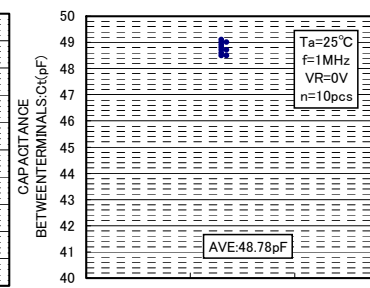 CAPACITANCE
BETWEENTERMINALS:Ct(pF)
50
49
48
47
46
45
44
43
42
41
40
Ta=25℃
f=1MHz
VR=0V
n=10pcs
AVE:48.78pF